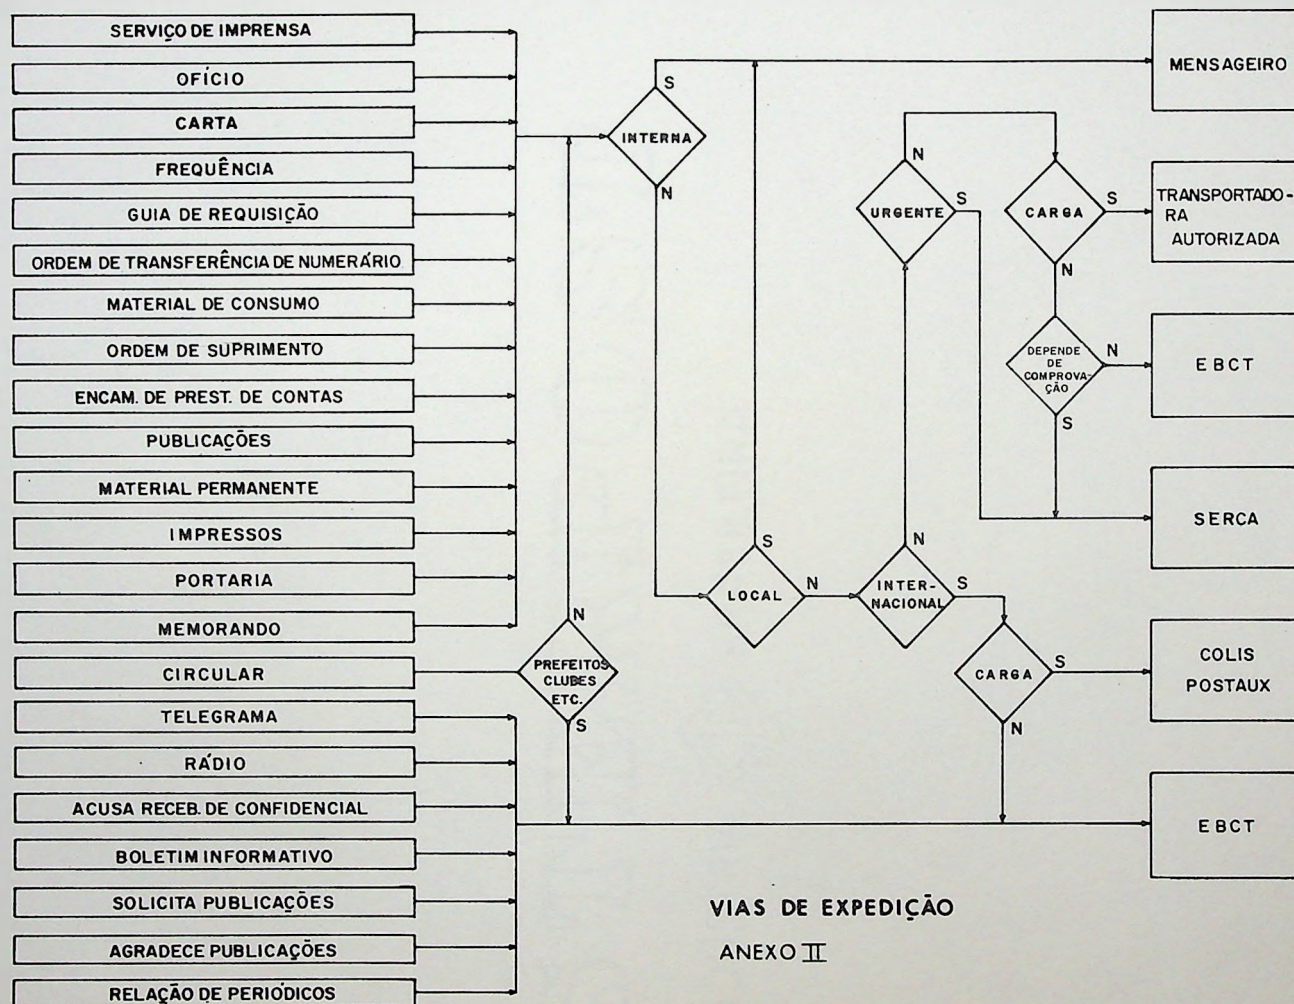 SERVIÇO DE IMPRENSA
OFÍCIO
CARTA
FREQUÊNCIA
GUIA DE REQUISIÇÃO
ORDEM DE TRANSFERÊNCIA DE NUMERÁRIO
MATERIAL DE CONSUMO
ORDEM DE SUPRIMENTO
ENCAM. DE PREST. DE CONTAS
PUBLICAÇÕES
MATERIAL PERMANENTE
IMPRESSOS
PORTARIA
MEMORANDO
CIRCULAR
TELEGRAMA
RÁDIO
ACUSA RECEB. DE CONFIDENCIAL
BOLETIM INFORMATIVO
SOLICITA PUBLICAÇÕES
AGRADECE PUBLICAÇÕES
RELAÇÃO DE PERIÓDICOS
N
PREFEITOS
CLUBES
ETC.
S
S
INTERNA
N
S
LOCAL
N
N
INTER-
NACIONAL
S
N
URGENTE
S
CARGA
S
N
DEPENDE
DE
COMPROVA-
ÇÃO
N
S
CARGA
S
N
MENSAGEIRO
TRANSPORTADO-
RA
AUTORIZADA
EBCT
SERCA
COLIS
POSTAUX
EBCT
VIAS DE EXPEDIÇÃO
ANEXO II